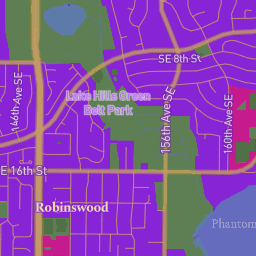 SE 8th St
146th Ave SE
Lake Hills Green
Belt Park
156th Ave SE
160th Ave SE
E 16th St
Robinswood
Phantom